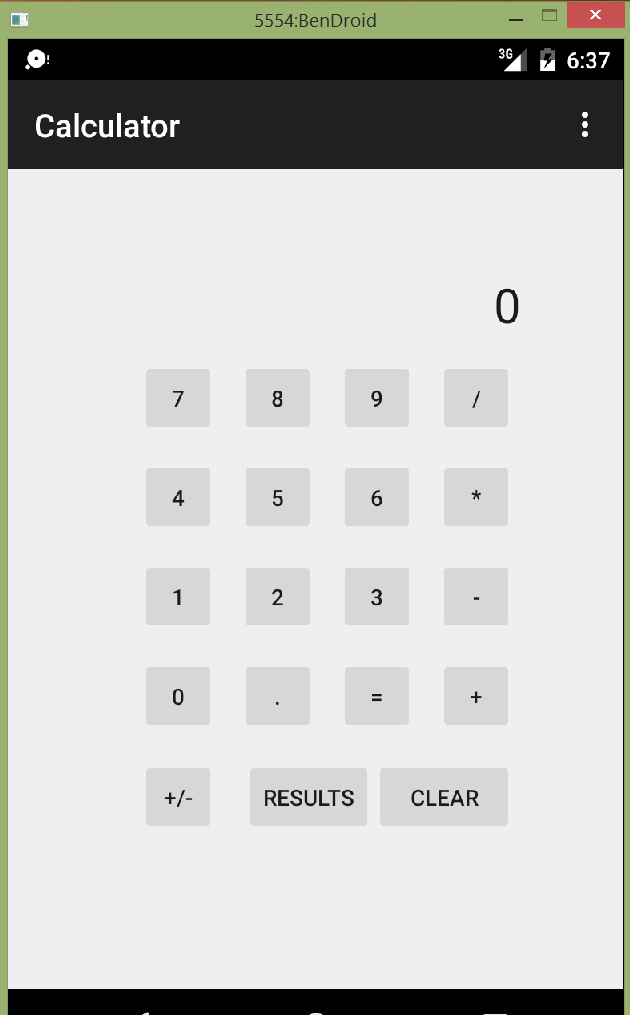 5554:BenDroid
3G 6:37
Calculator
0
7 8 9 /
4 5 6 *
1 2 3 -
0 . = +
+/- RESULTS CLEAR